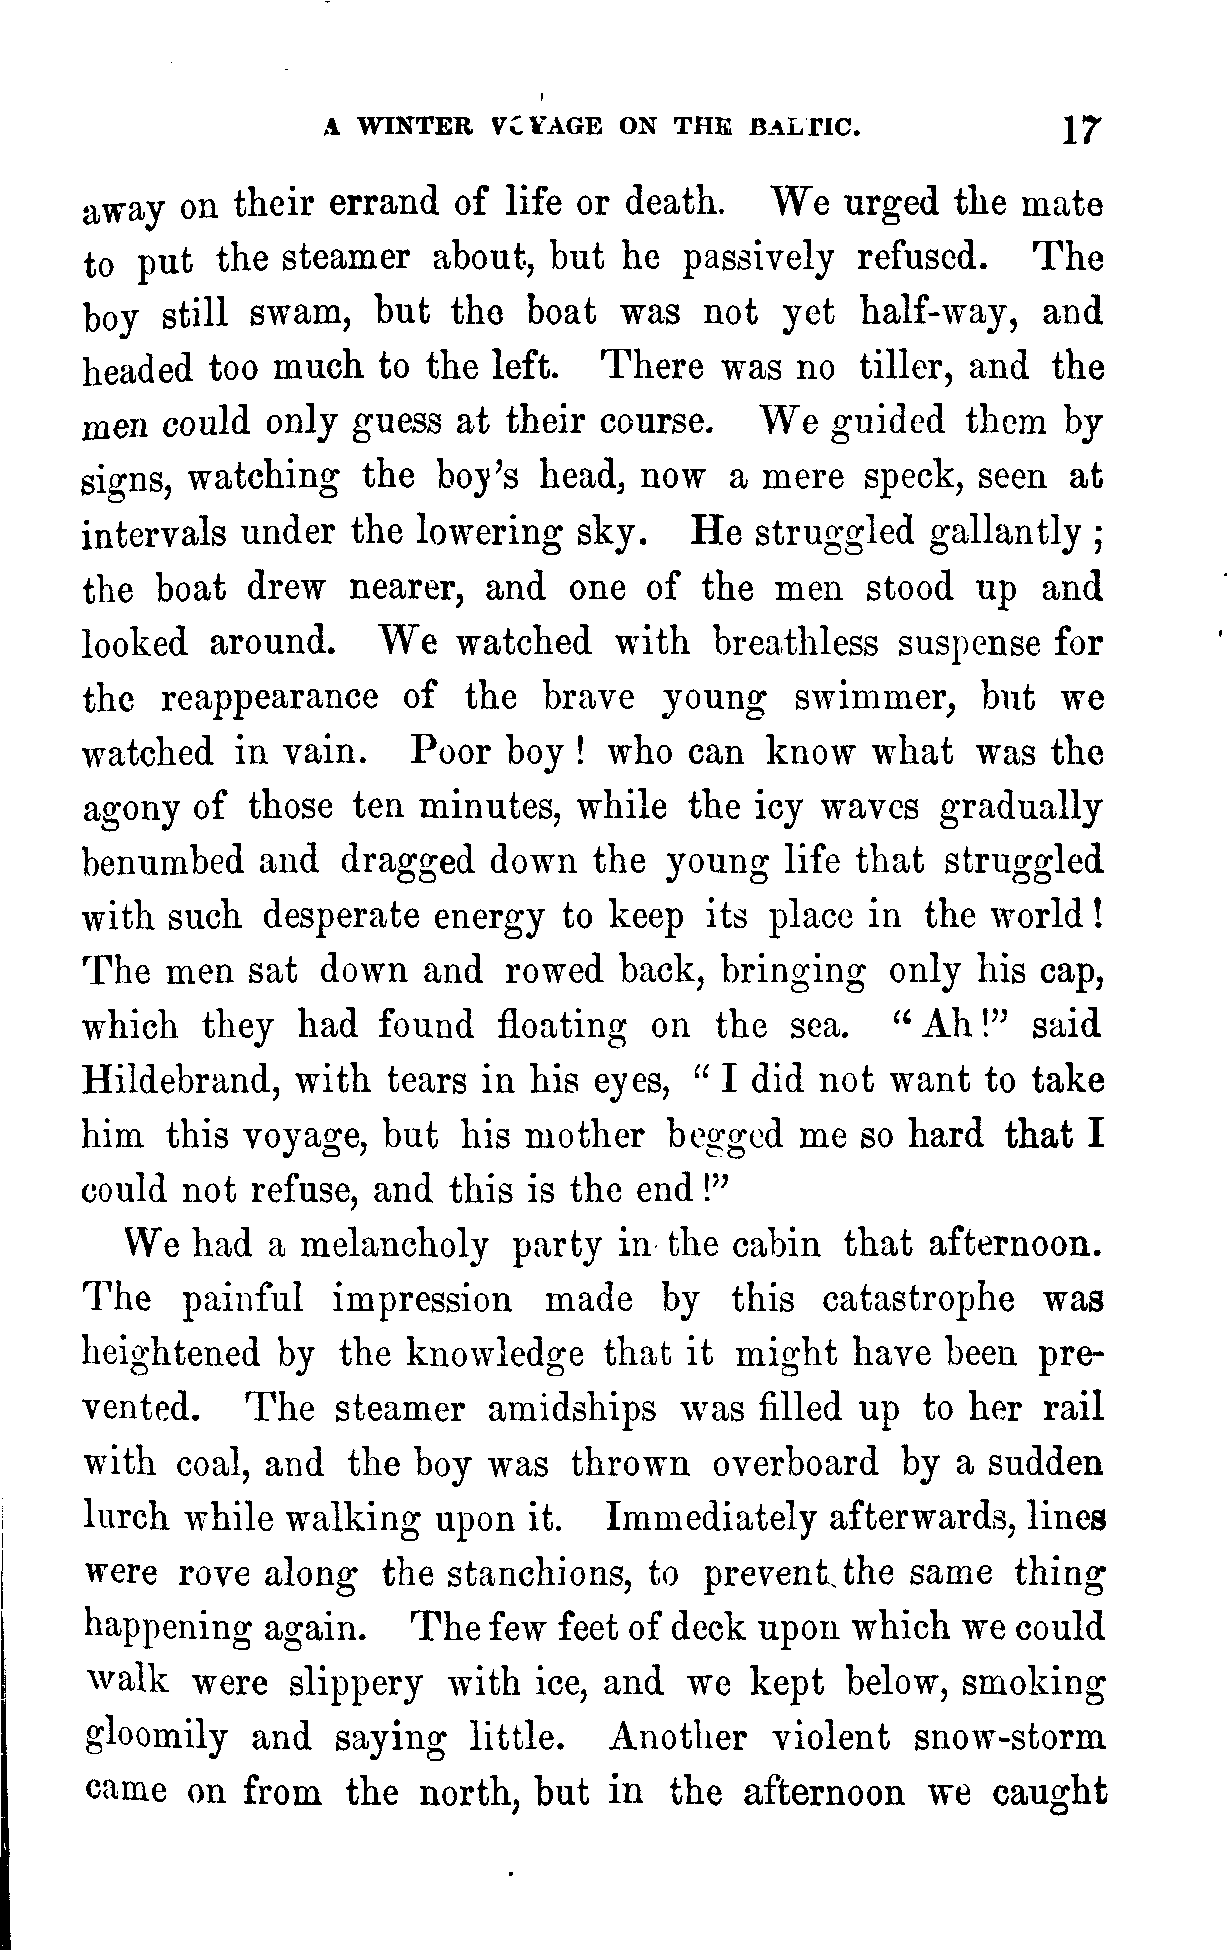 A WINTER VOYAGE ON THE BALTIC. 17
away on their errand of life or death. We urged the mate
to put the steamer about, but he passively refused. The
boy still swam, but the boat was not yet half-way, and
headed too much to the left. There was no tiller, and the
men could only guess at their course. We guided them by
signs, watching the boy's head, now a mere speck, seen at
intervals under the lowering sky. He struggled gallantly ;
the boat drew nearer, and one of the men stood up and
looked around. We watched with breathless suspense for
the reappearance of the brave young swimmer, but we
watched in vain. Poor boy ! who can know what was the
agony of those ten minutes, while the icy waves gradually
benumbed and dragged down the young life that struggled
with such desperate energy to keep its place in the world !
The men sat down and rowed back, bringing only his cap,
which they had found floating on the sea. " Ah !" said
Hildebrand, with tears in his eyes, " I did not want to take
him this voyage, but his mother begged me so hard that I
could not refuse, and this is the end !"
We had a melancholy party in the cabin that afternoon.
The painful impression made by this catastrophe was
heightened by the knowledge that it might have been pre-
vented. The steamer amidships was filled up to her rail
with coal, and the boy was thrown overboard by a sudden
lurch while walking upon it. Immediately afterwards, lines
were rove along the stanchions, to prevent the same thing
happening again. The few feet of deck upon which we could
walk were slippery with ice, and we kept below, smoking
gloomily and saying little. Another violent snow-storm
came on from the north, but in the afternoon we caught